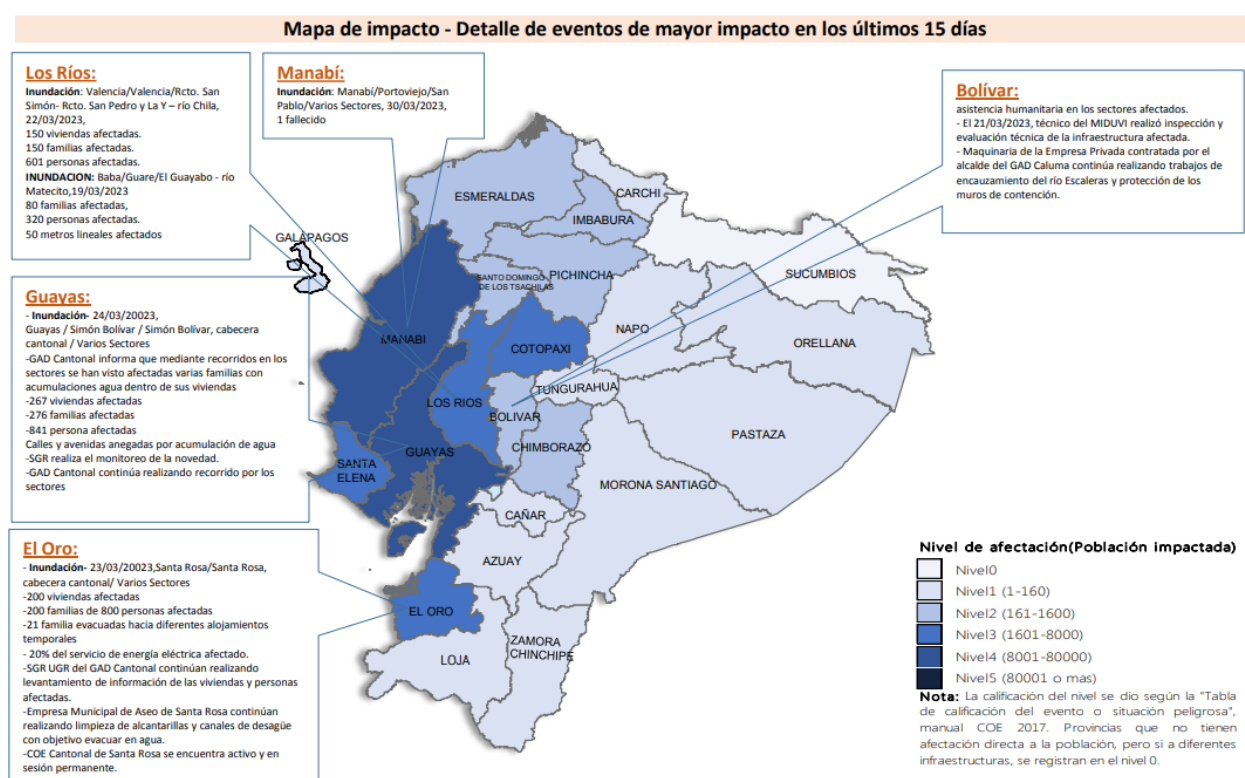 Mapa de impacto - Detalle de eventos de mayor impacto en los últimos 15 días
Los Ríos:
Inundación: Valencia/Valencia/Rcto. San
Simón- Rcto. San Pedro y La Y – río Chila,
22/03/2023,
150 viviendas afectadas.
150 familias afectadas.
601 personas afectadas.
INUNDACION: Baba/Guare/El Guayabo - río
Matecito,19/03/2023
80 familias afectadas,
320 personas afectadas.
50 metros lineales afectados
Manabí:
Inundación: Manabí/Portoviejo/San
Pablo/Varios Sectores, 30/03/2023,
1 fallecido
Bolívar:
asistencia humanitaria en los sectores afectados.
- El 21/03/2023, técnico del MIDUVI realizó inspección y
evaluación técnica de la infraestructura afectada.
- Maquinaria de la Empresa Privada contratada por el
alcalde del GAD Caluma continúa realizando trabajos de
encauzamiento del río Escaleras y protección de los
muros de contención.
Guayas:
- Inundación- 24/03/20023,
Guayas / Simón Bolívar / Simón Bolívar, cabecera
cantonal / Varios Sectores
-GAD Cantonal informa que mediante recorridos en los
sectores se han visto afectadas varias familias con
acumulaciones agua dentro de sus viviendas
-267 viviendas afectadas
-276 familias afectadas
-841 persona afectadas
Calles y avenidas anegadas por acumulación de agua
-SGR realiza el monitoreo de la novedad.
-GAD Cantonal continúa realizando recorrido por los
sectores
El Oro:
- Inundación- 23/03/20023,Santa Rosa/Santa Rosa,
cabecera cantonal/ Varios Sectores
-200 viviendas afectadas
-200 familias de 800 personas afectadas
-21 familia evacuadas hacia diferentes alojamientos
temporales
- 20% del servicio de energía eléctrica afectado.
-SGR UGR del GAD Cantonal continúan realizando
levantamiento de información de las viviendas y personas
afectadas.
-Empresa Municipal de Aseo de Santa Rosa continúan
realizando limpieza de alcantarillas y canales de desagüe
con objetivo evacuar en agua.
-COE Cantonal de Santa Rosa se encuentra activo y en
sesión permanente.
GALAPAGOS
ESMERALDAS
CARCHI
IMBABURA
SUCUMBIOS
SANTO DOMINGO
DE LOS TSACHILAS
PICHINCHA
NAPO
ORELLANA
MANABI
COTOPAXI
TUNGURAHUA
LOS RIOS
BOLIVAR
PASTAZA
CHIMBORAZO
GUAYAS
SANTA
ELENA
MORONA SANTIAGO
CAÑAR
AZUAY
EL ORO
LOJA
ZAMORA
CHINCHIPE
Nivel de afectación(Población impactada)
Nivel0
Nivel1 (1-160)
Nivel2 (161-1600)
Nivel3 (1601-8000)
Nivel4 (8001-80000)
Nivel5 (80001 o mas)
Nota: La calificación del nivel se dio según la "Tabla
de calificación del evento o situación peligrosa",
manual COE 2017. Provincias que no tienen
afectación directa a la población, pero si a diferentes
infraestructuras, se registran en el nivel 0.